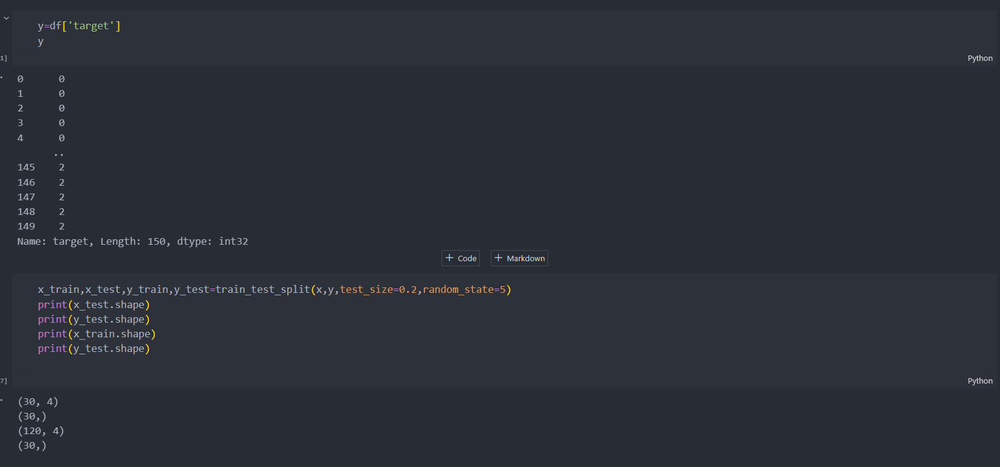 y=df['target']
y
1]
Python
0 0
1 0
2 0
3 0
4 0
..
145 2
146 2
147 2
148 2
149 2
Name: target, Length: 150, dtype: int32
+ Code + Markdown
x_train,x_test,y_train,y_test=train_test_split(x,y,test_size=0.2,random_state=5)
print(x_test.shape)
print(y_test.shape)
print(x_train.shape)
print(y_test.shape)
7]
Python
(30, 4)
(30,)
(120, 4)
(30,)